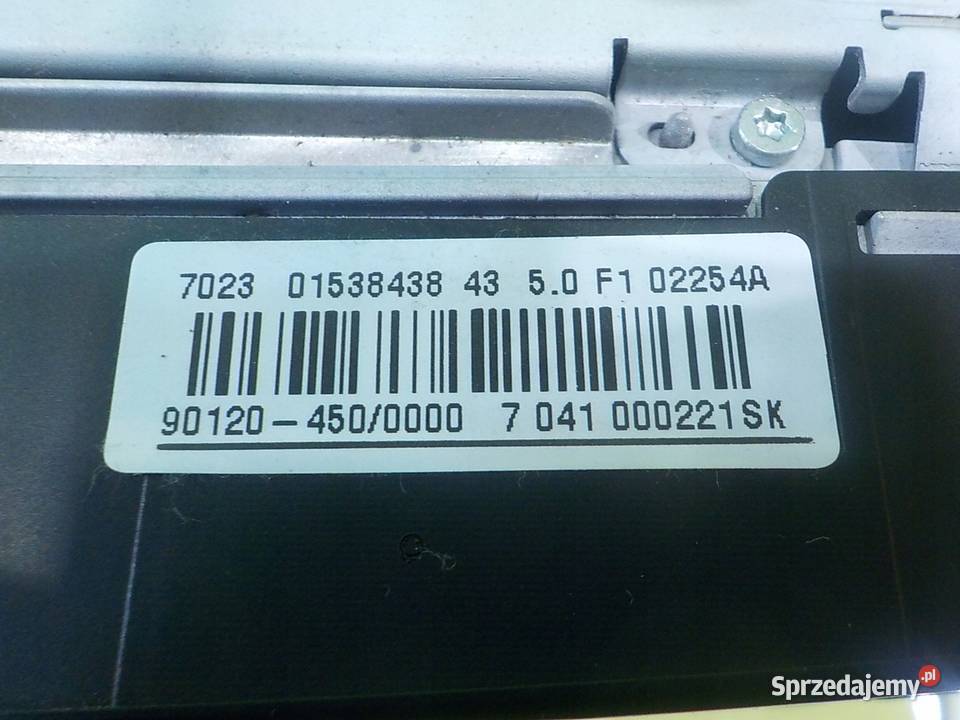 7023 01538438 43 5.0 F1 02254A
90120-450/0000 7 041 000221SK
Sprzedajemy.pl